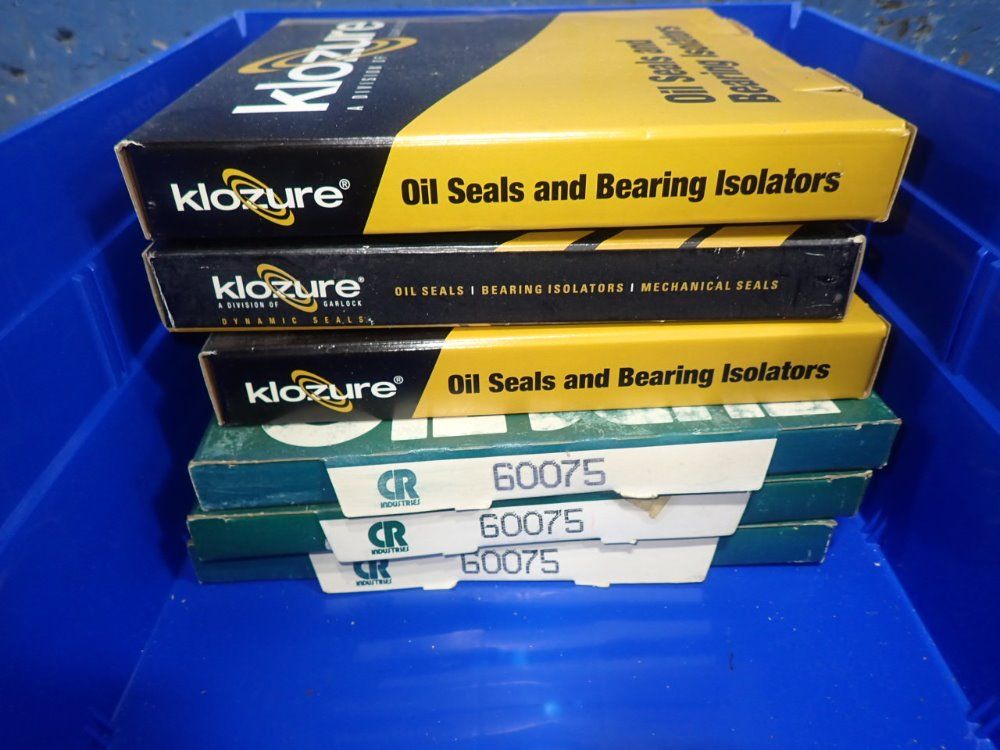 klozure
A DIVISION OF
Oil Seals and
Bearing Isolators
klozure® Oil Seals and Bearing Isolators
klozure®
A DIVISION OF GARLOCK
DYNAMIC SEALS
OIL SEALS | BEARING ISOLATORS | MECHANICAL SEALS
klozure® Oil Seals and Bearing Isolators
CR
INDUSTRIES
60075
CR
INDUSTRIES
60075
CR
INDUSTRIES
60075